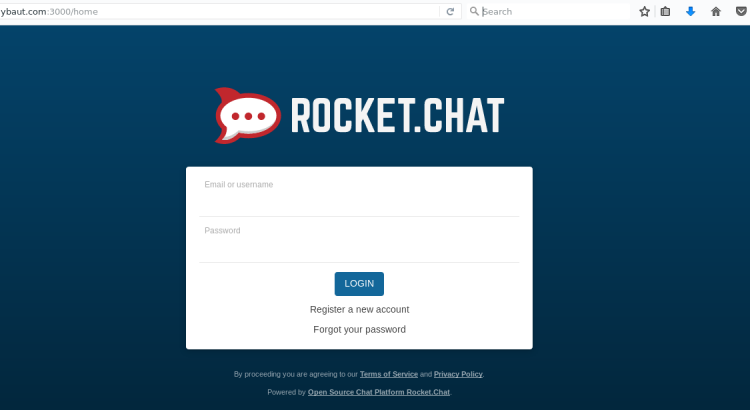 ybaut.com:3000/home
Search
ROCKET.CHAT
Email or username
Password
LOGIN
Register a new account
Forgot your password
By proceeding you are agreeing to our Terms of Service and Privacy Policy.
Powered by Open Source Chat Platform Rocket.Chat.